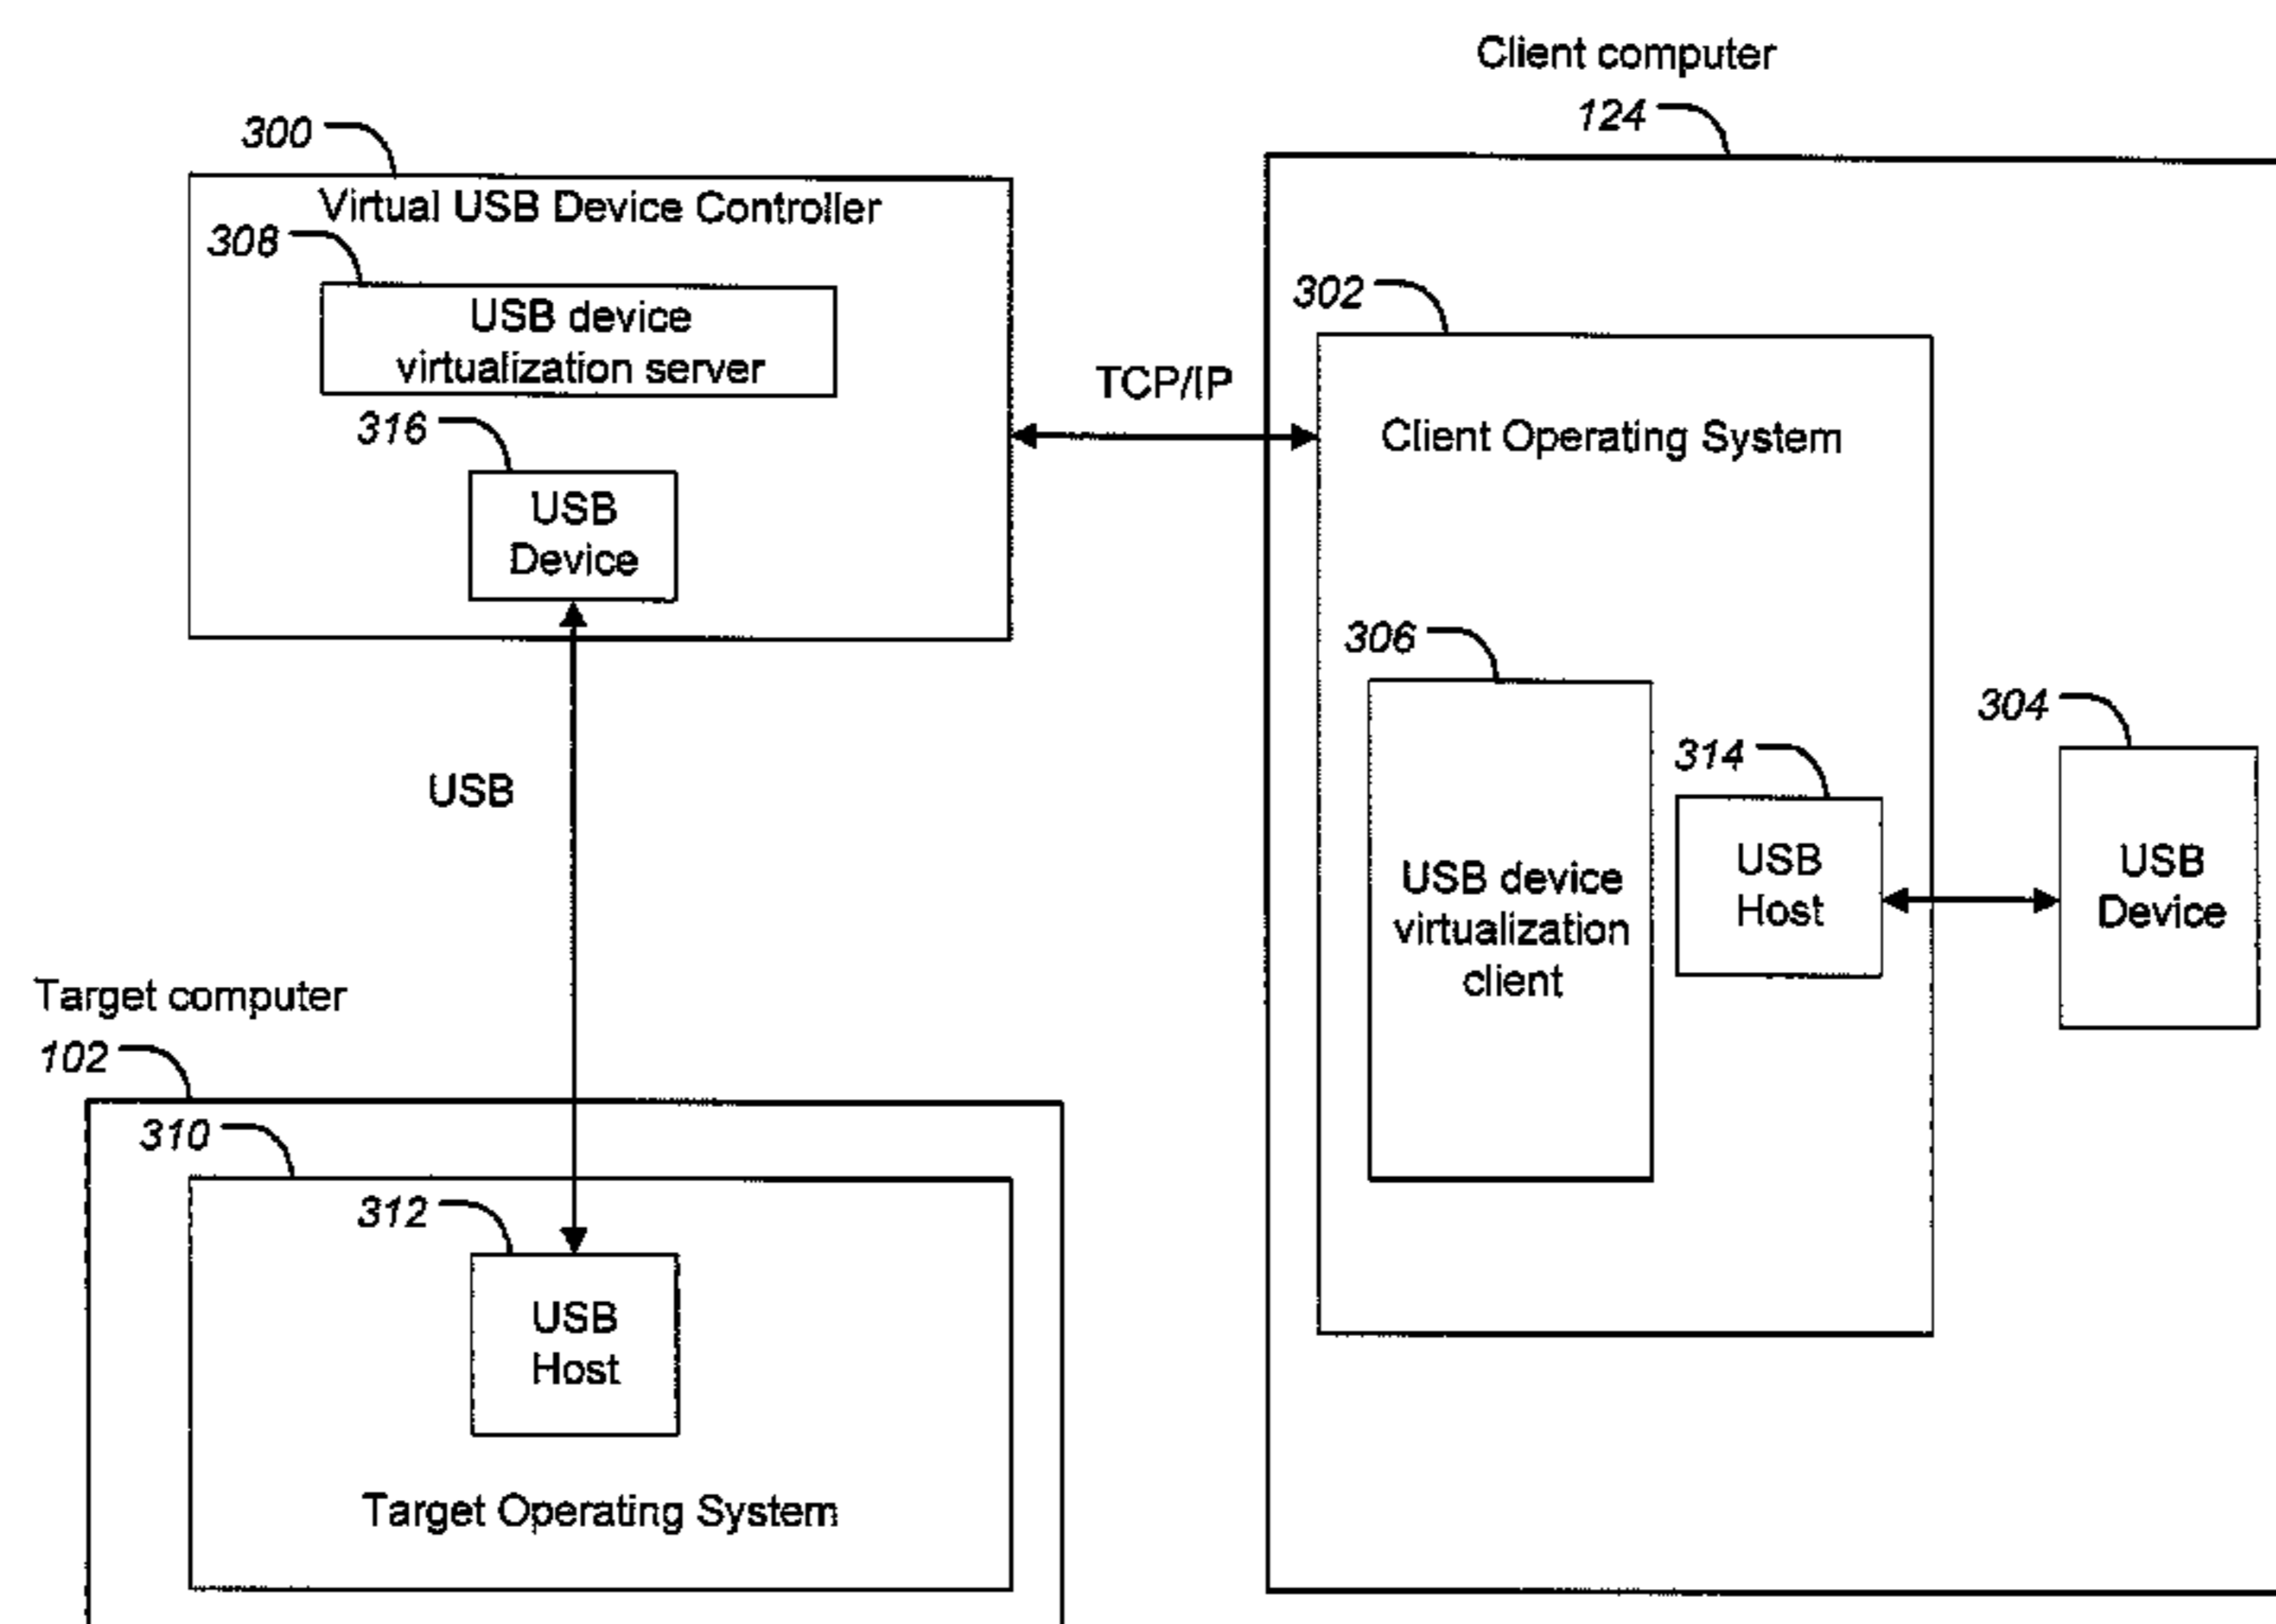 Client computer
124
300
Virtual USB Device Controller
308
USB device
virtualization server
316
USB
Device
TCP/IP
302
Client Operating System
306
USB device
virtualization
client
314
USB
Host
304
USB
Device
USB
Target computer
102
310
312
USB
Host
Target Operating System